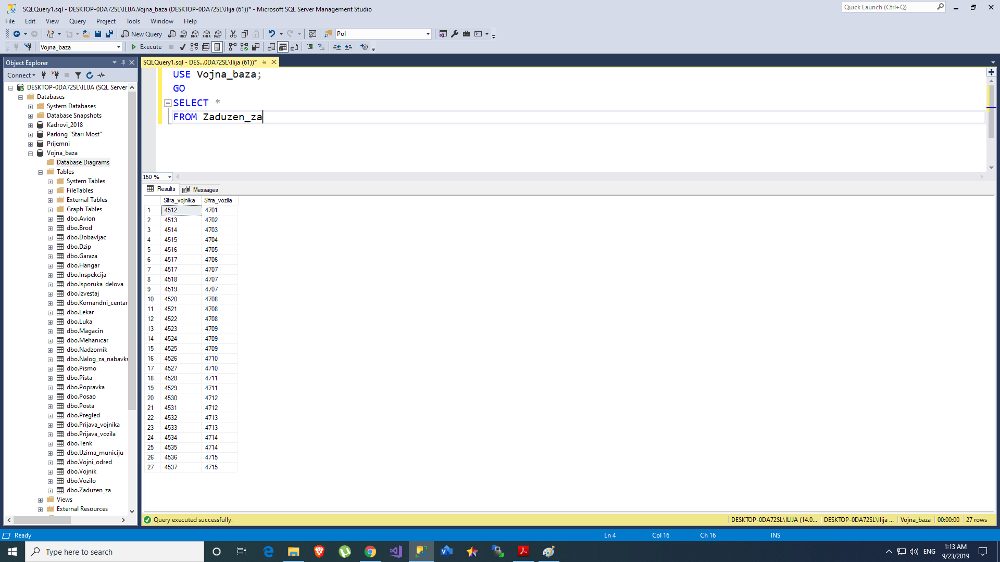 SQLQuery1.sql - DESKTOP-0DA72SL\ILIJA.Vojna_baza (DESKTOP-0DA72SL\Ilija (61))* - Microsoft SQL Server Management Studio
Quick Launch (Ctrl+Q)
File Edit View Query Project Tools Window Help
New Query MDX DMX XMLA DAX Pol
Vojna_baza Execute
Object Explorer
SQLQuery1.sql - DES...0DA72SL\Ilija (61))*
Connect
DESKTOP-0DA72SL\ILIJA (SQL Server
Databases
System Databases
Database Snapshots
Kadrovi_2018
Parking "Stari Most"
Prijemni
Vojna_baza
Database Diagrams
Tables
System Tables
FileTables
External Tables
Graph Tables
dbo.Avion
dbo.Brod
dbo.Dobavljac
dbo.Dzip
dbo.Garaza
dbo.Hangar
dbo.Inspekcija
dbo.Isporuka_delova
dbo.Izvestaj
dbo.Komandni_centar
dbo.Lekar
dbo.Luka
dbo.Magacin
dbo.Mehanicar
dbo.Nadzornik
dbo.Nalog_za_nabavku
dbo.Pismo
dbo.Pista
dbo.Popravka
dbo.Posao
dbo.Posta
dbo.Pregled
dbo.Prijava_vojnika
dbo.Prijava_vozila
dbo.Tenk
dbo.Uzima_municiju
dbo.Vojni_odred
dbo.Vojnik
dbo.Vozilo
dbo.Zaduzen_za
Views
External Resources
USE Vojna_baza;
GO
SELECT *
FROM Zaduzen_za
160 %
Results Messages
Sifra_vojnika Sifra_vozila
1 4512 4701
2 4513 4702
3 4514 4703
4 4515 4704
5 4516 4705
6 4517 4706
7 4517 4707
8 4518 4707
9 4519 4707
10 4520 4708
11 4521 4708
12 4522 4708
13 4523 4709
14 4524 4709
15 4525 4709
16 4526 4710
17 4527 4710
18 4528 4711
19 4529 4711
20 4530 4712
21 4531 4712
22 4532 4713
23 4533 4713
24 4534 4714
25 4535 4714
26 4536 4715
27 4537 4715
Query executed successfully.
DESKTOP-0DA72SL\ILIJA (14.0... DESKTOP-0DA72SL\Ilija ... Vojna_baza 00:00:00 27 rows
Ready Ln 4 Col 16 Ch 16 INS
Type here to search
ENG
1:13 AM
9/23/2019